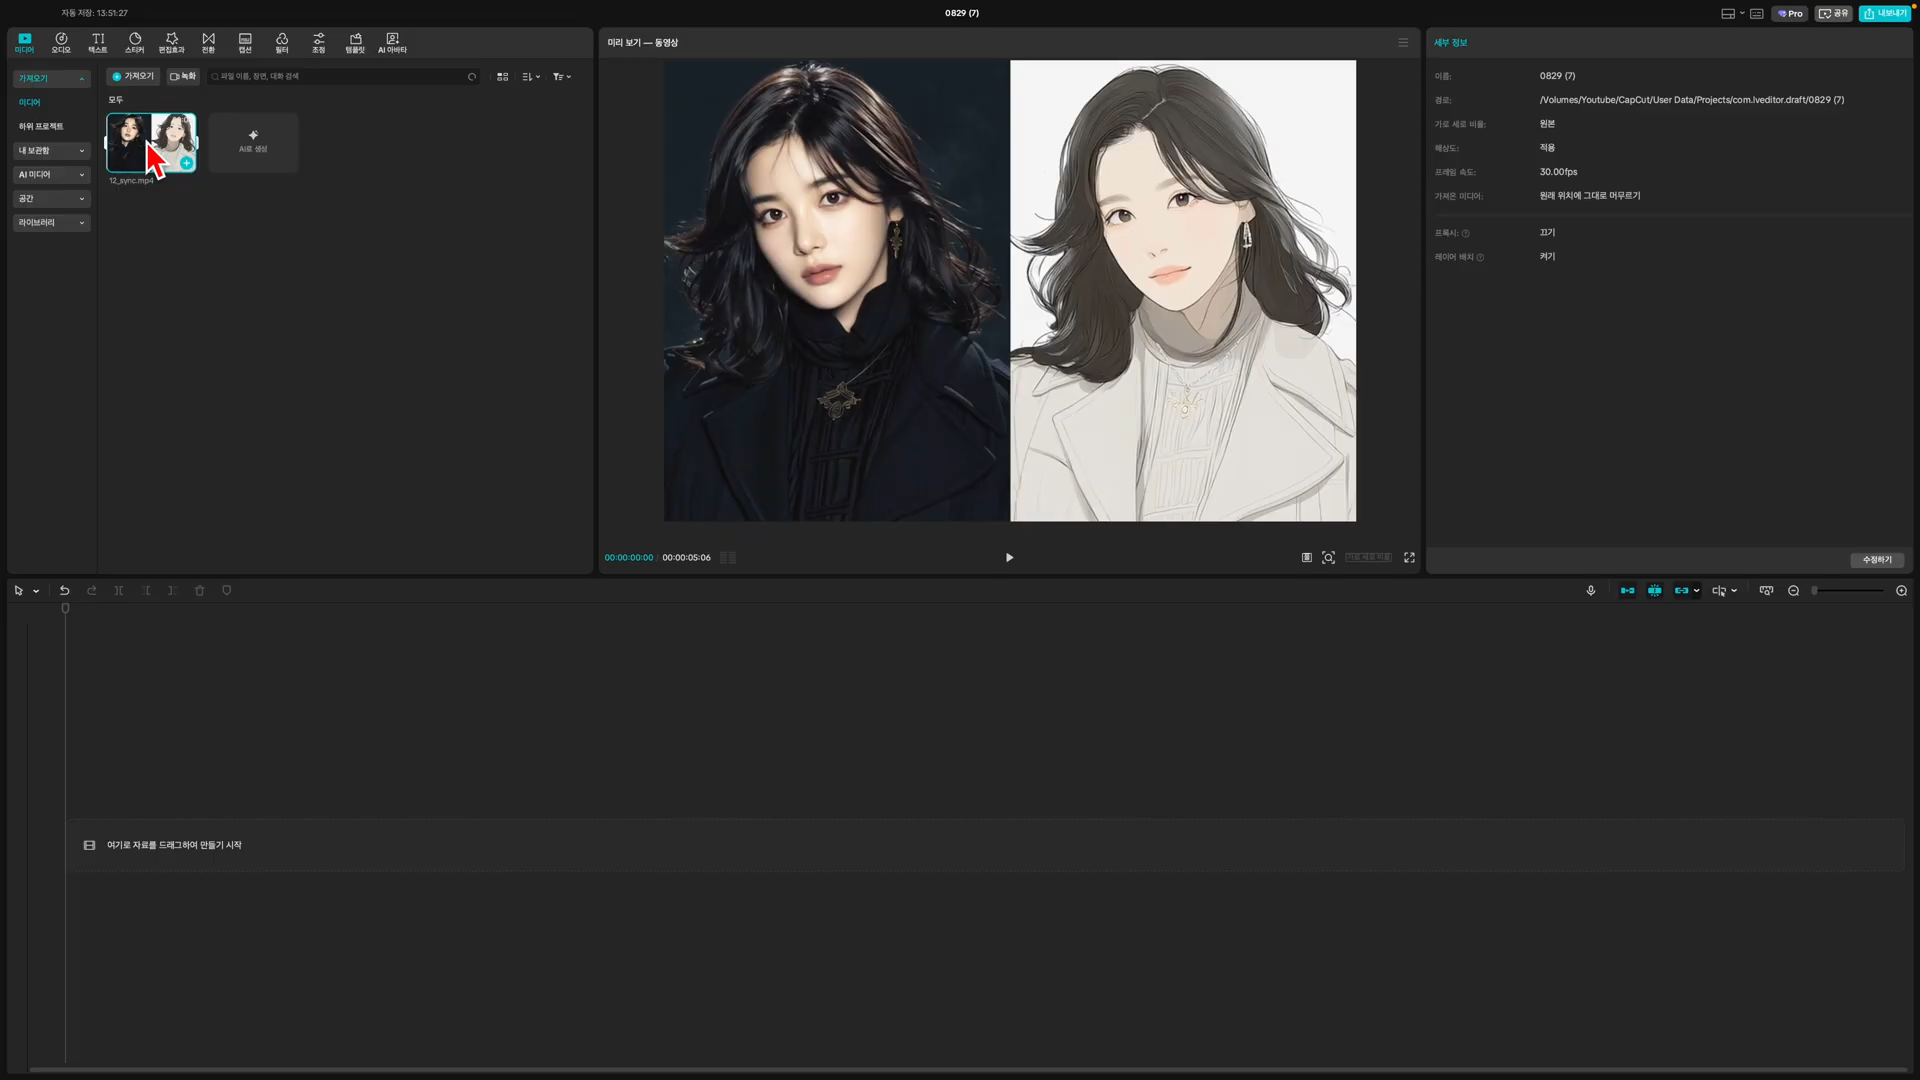 자동 저장: 13:51:27
0829 (7)
Pro
공유
내보내기
미디어
오디오
텍스트
스티커
편집효과
전환
캡션
필터
조정
템플릿
AI 아바타
가져오기
미디어
하위 프로젝트
내 보관함
AI 미디어
공간
라이브러리
가져오기
녹화
파일 이름, 장면, 대화 검색
모두
12_sync.mp4
AI로 생성
미리 보기 — 동영상
00:00:00:00 / 00:00:05:06
가로 세로 비율
세부 정보
이름: 0829 (7)
경로: /Volumes/Youtube/CapCut/User Data/Projects/com.lveditor.draft/0829 (7)
가로 세로 비율: 원본
해상도: 적용
프레임 속도: 30.00fps
가져온 미디어: 원래 위치에 그대로 머무르기
프록시: 끄기
레이어 배치 켜기
수정하기
여기로 자료를 드래그하여 만들기 시작